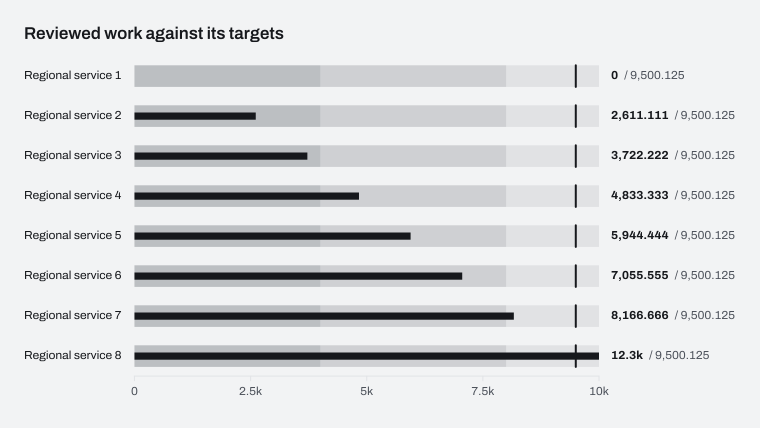 Reviewed work against its targets
Regional service 1 0 / 9,500.125
Regional service 2 2,611.111 / 9,500.125
Regional service 3 3,722.222 / 9,500.125
Regional service 4 4,833.333 / 9,500.125
Regional service 5 5,944.444 / 9,500.125
Regional service 6 7,055.555 / 9,500.125
Regional service 7 8,166.666 / 9,500.125
Regional service 8 12.3k / 9,500.125
0 2.5k 5k 7.5k 10k